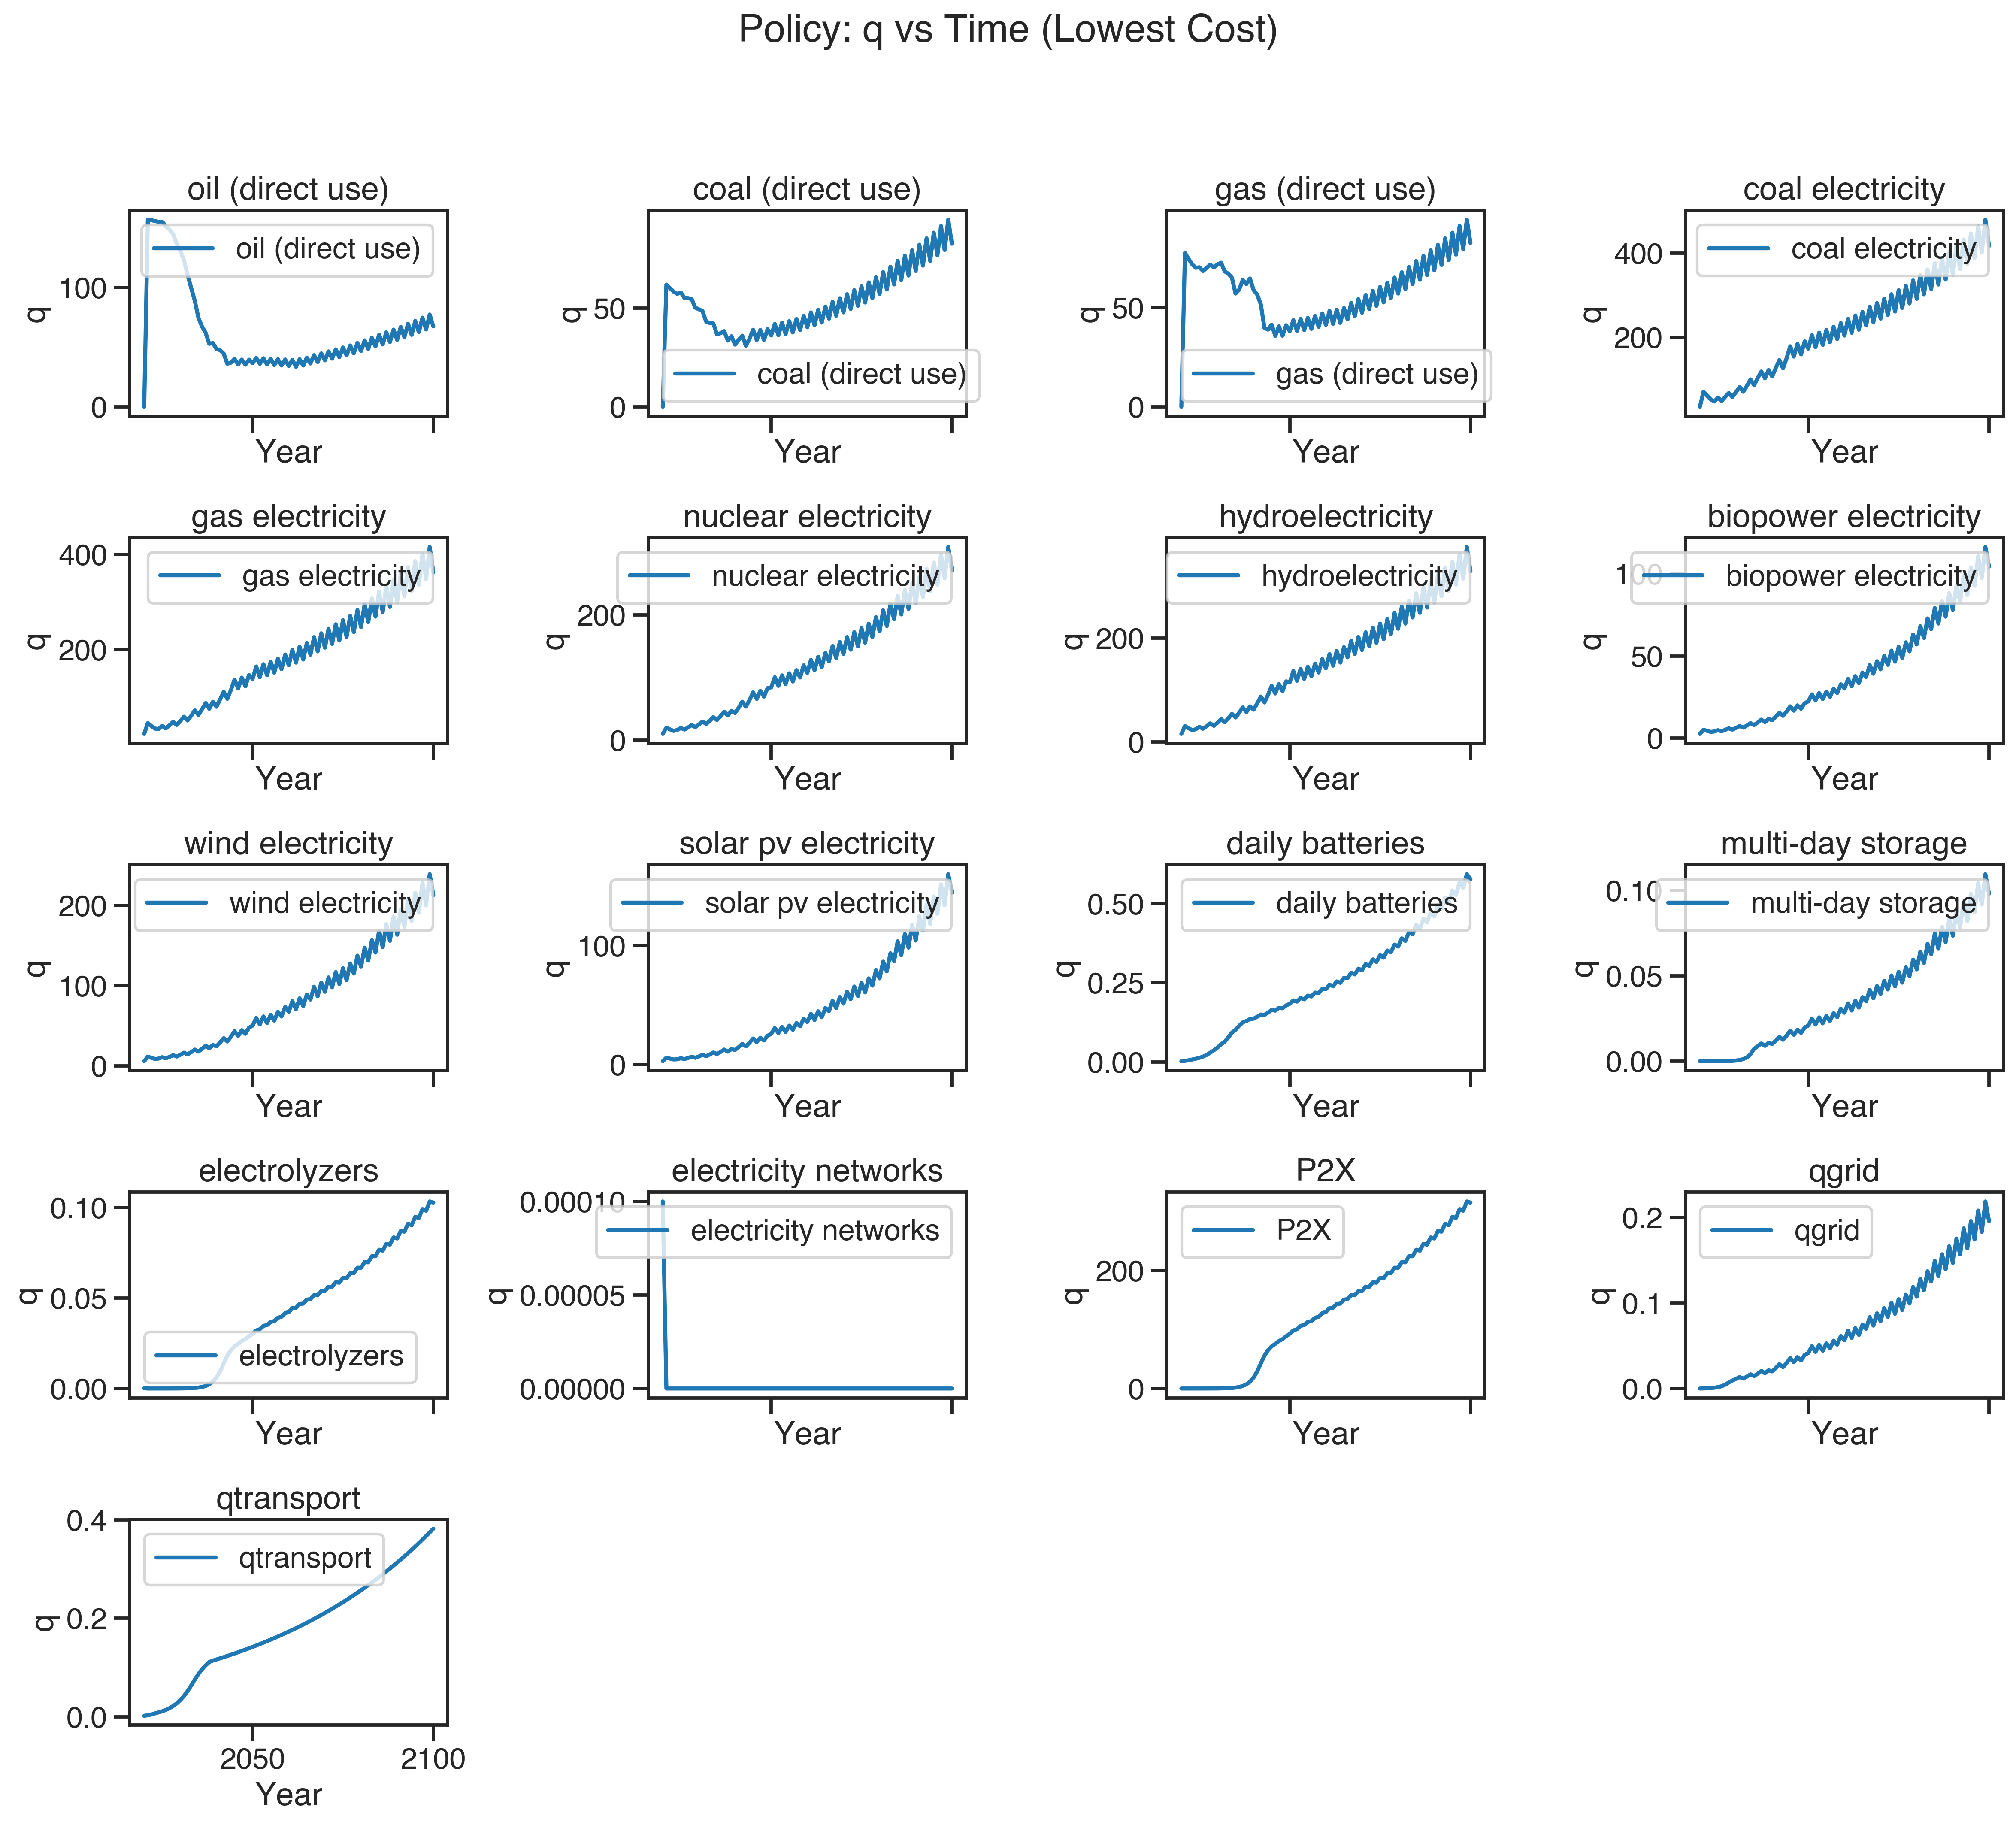 Policy: q vs Time (Lowest Cost)
oil (direct use)
oil (direct use)
100
0
q
Year
coal (direct use)
coal (direct use)
50
0
q
Year
gas (direct use)
gas (direct use)
50
0
q
Year
coal electricity
coal electricity
400
200
q
Year
gas electricity
gas electricity
400
200
q
Year
nuclear electricity
nuclear electricity
200
0
q
Year
hydroelectricity
hydroelectricity
200
0
q
Year
biopower electricity
biopower electricity
100
50
0
q
Year
wind electricity
wind electricity
200
100
0
q
Year
solar pv electricity
solar pv electricity
100
0
q
Year
daily batteries
daily batteries
0.50
0.25
0.00
q
Year
multi-day storage
multi-day storage
0.10
0.05
0.00
q
Year
electrolyzers
electrolyzers
0.10
0.05
0.00
q
Year
electricity networks
electricity networks
0.00010
0.00005
0.00000
q
Year
P2X
P2X
200
0
q
Year
qgrid
qgrid
0.2
0.1
0.0
q
Year
qtransport
qtransport
0.4
0.2
0.0
q
2050 2100
Year